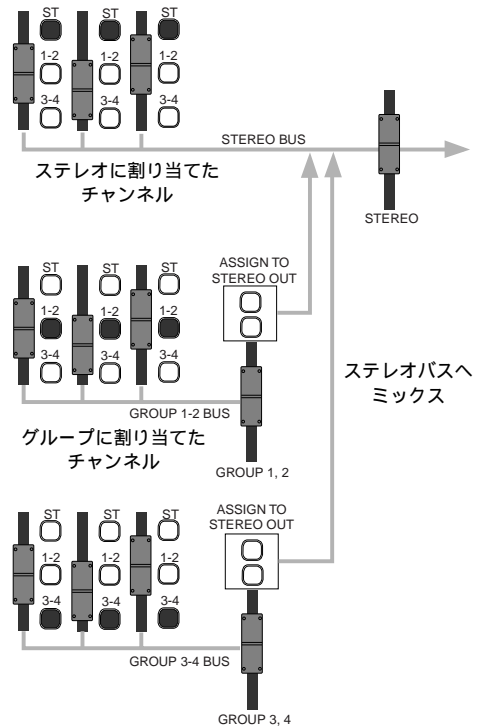 ST ST ST
1-2 1-2 1-2
3-4 3-4 3-4
STEREO BUS
ステレオに割り当てた
チャンネル
STEREO
ASSIGN TO
STEREO OUT
ST ST ST
1-2 1-2 1-2
3-4 3-4 3-4
GROUP 1-2 BUS
グループに割り当てた
チャンネル
GROUP 1, 2
ステレオバスへ
ミックス
ASSIGN TO
STEREO OUT
ST ST ST
1-2 1-2 1-2
3-4 3-4 3-4
GROUP 3-4 BUS
GROUP 3, 4